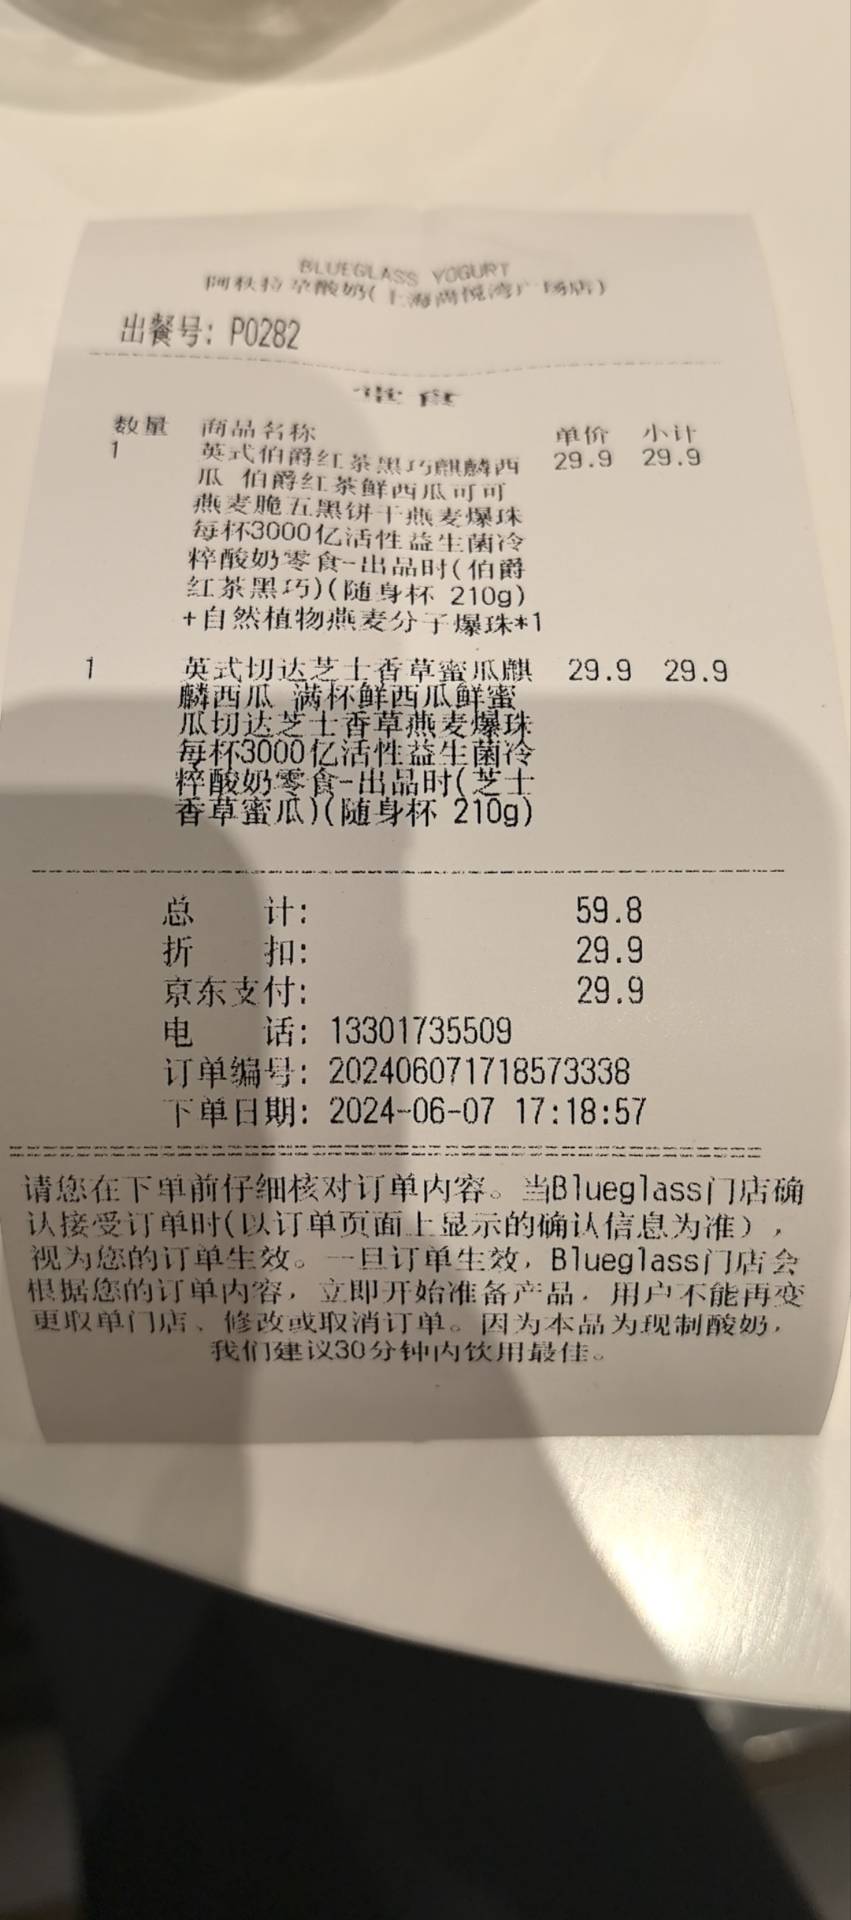 BLUEGLASS YOGURT
阿秋拉尕酸奶(上海尚悦湾广场店)
出餐号: P0282
堂食
数量 商品名称 单价 小计
1 英式伯爵红茶黑巧麒麟西 29.9 29.9
瓜 伯爵红茶鲜西瓜可可
燕麦脆五黑饼干燕麦爆珠
每杯3000亿活性益生菌冷
粹酸奶零食-出品时(伯爵
红茶黑巧)(随身杯 210g)
+自然植物燕麦分子爆珠*1
1 英式切达芝士香草蜜瓜麒 29.9 29.9
麟西瓜 满杯鲜西瓜鲜蜜
瓜切达芝士香草燕麦爆珠
每杯3000亿活性益生菌冷
粹酸奶零食-出品时(芝士
香草蜜瓜)(随身杯 210g)
总 计: 59.8
折 扣: 29.9
京东支付: 29.9
电 话: 13301735509
订单编号: 202406071718573338
下单日期: 2024-06-07 17:18:57
请您在下单前仔细核对订单内容。当Blueglass门店确
认接受订单时(以订单页面上显示的确认信息为准),
视为您的订单生效。一旦订单生效,Blueglass门店会
根据您的订单内容,立即开始准备产品,用户不能再变
更取单门店、修改或取消订单。因为本品为现制酸奶,
我们建议30分钟内饮用最佳。